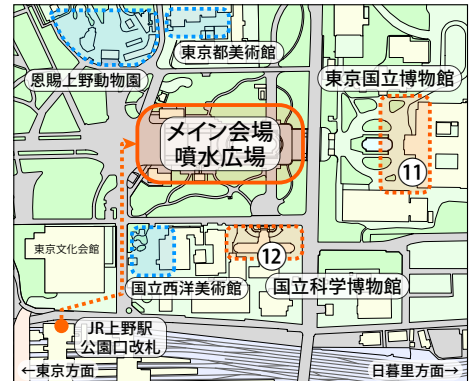 東京都美術館
恩賜上野動物園
東京国立博物館
メイン会場
噴水広場
11
東京文化会館
12
国立西洋美術館
国立科学博物館
JR上野駅
公園口改札
←東京方面
日暮里方面→